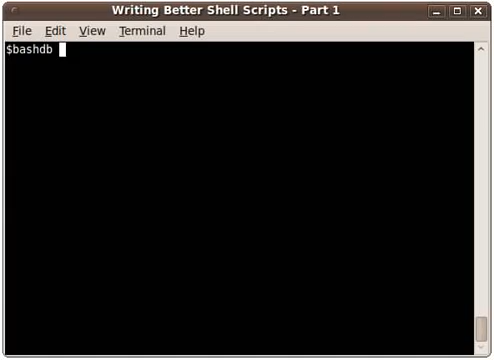 Writing Better Shell Scripts - Part 1
File Edit View Terminal Help
$bashdb